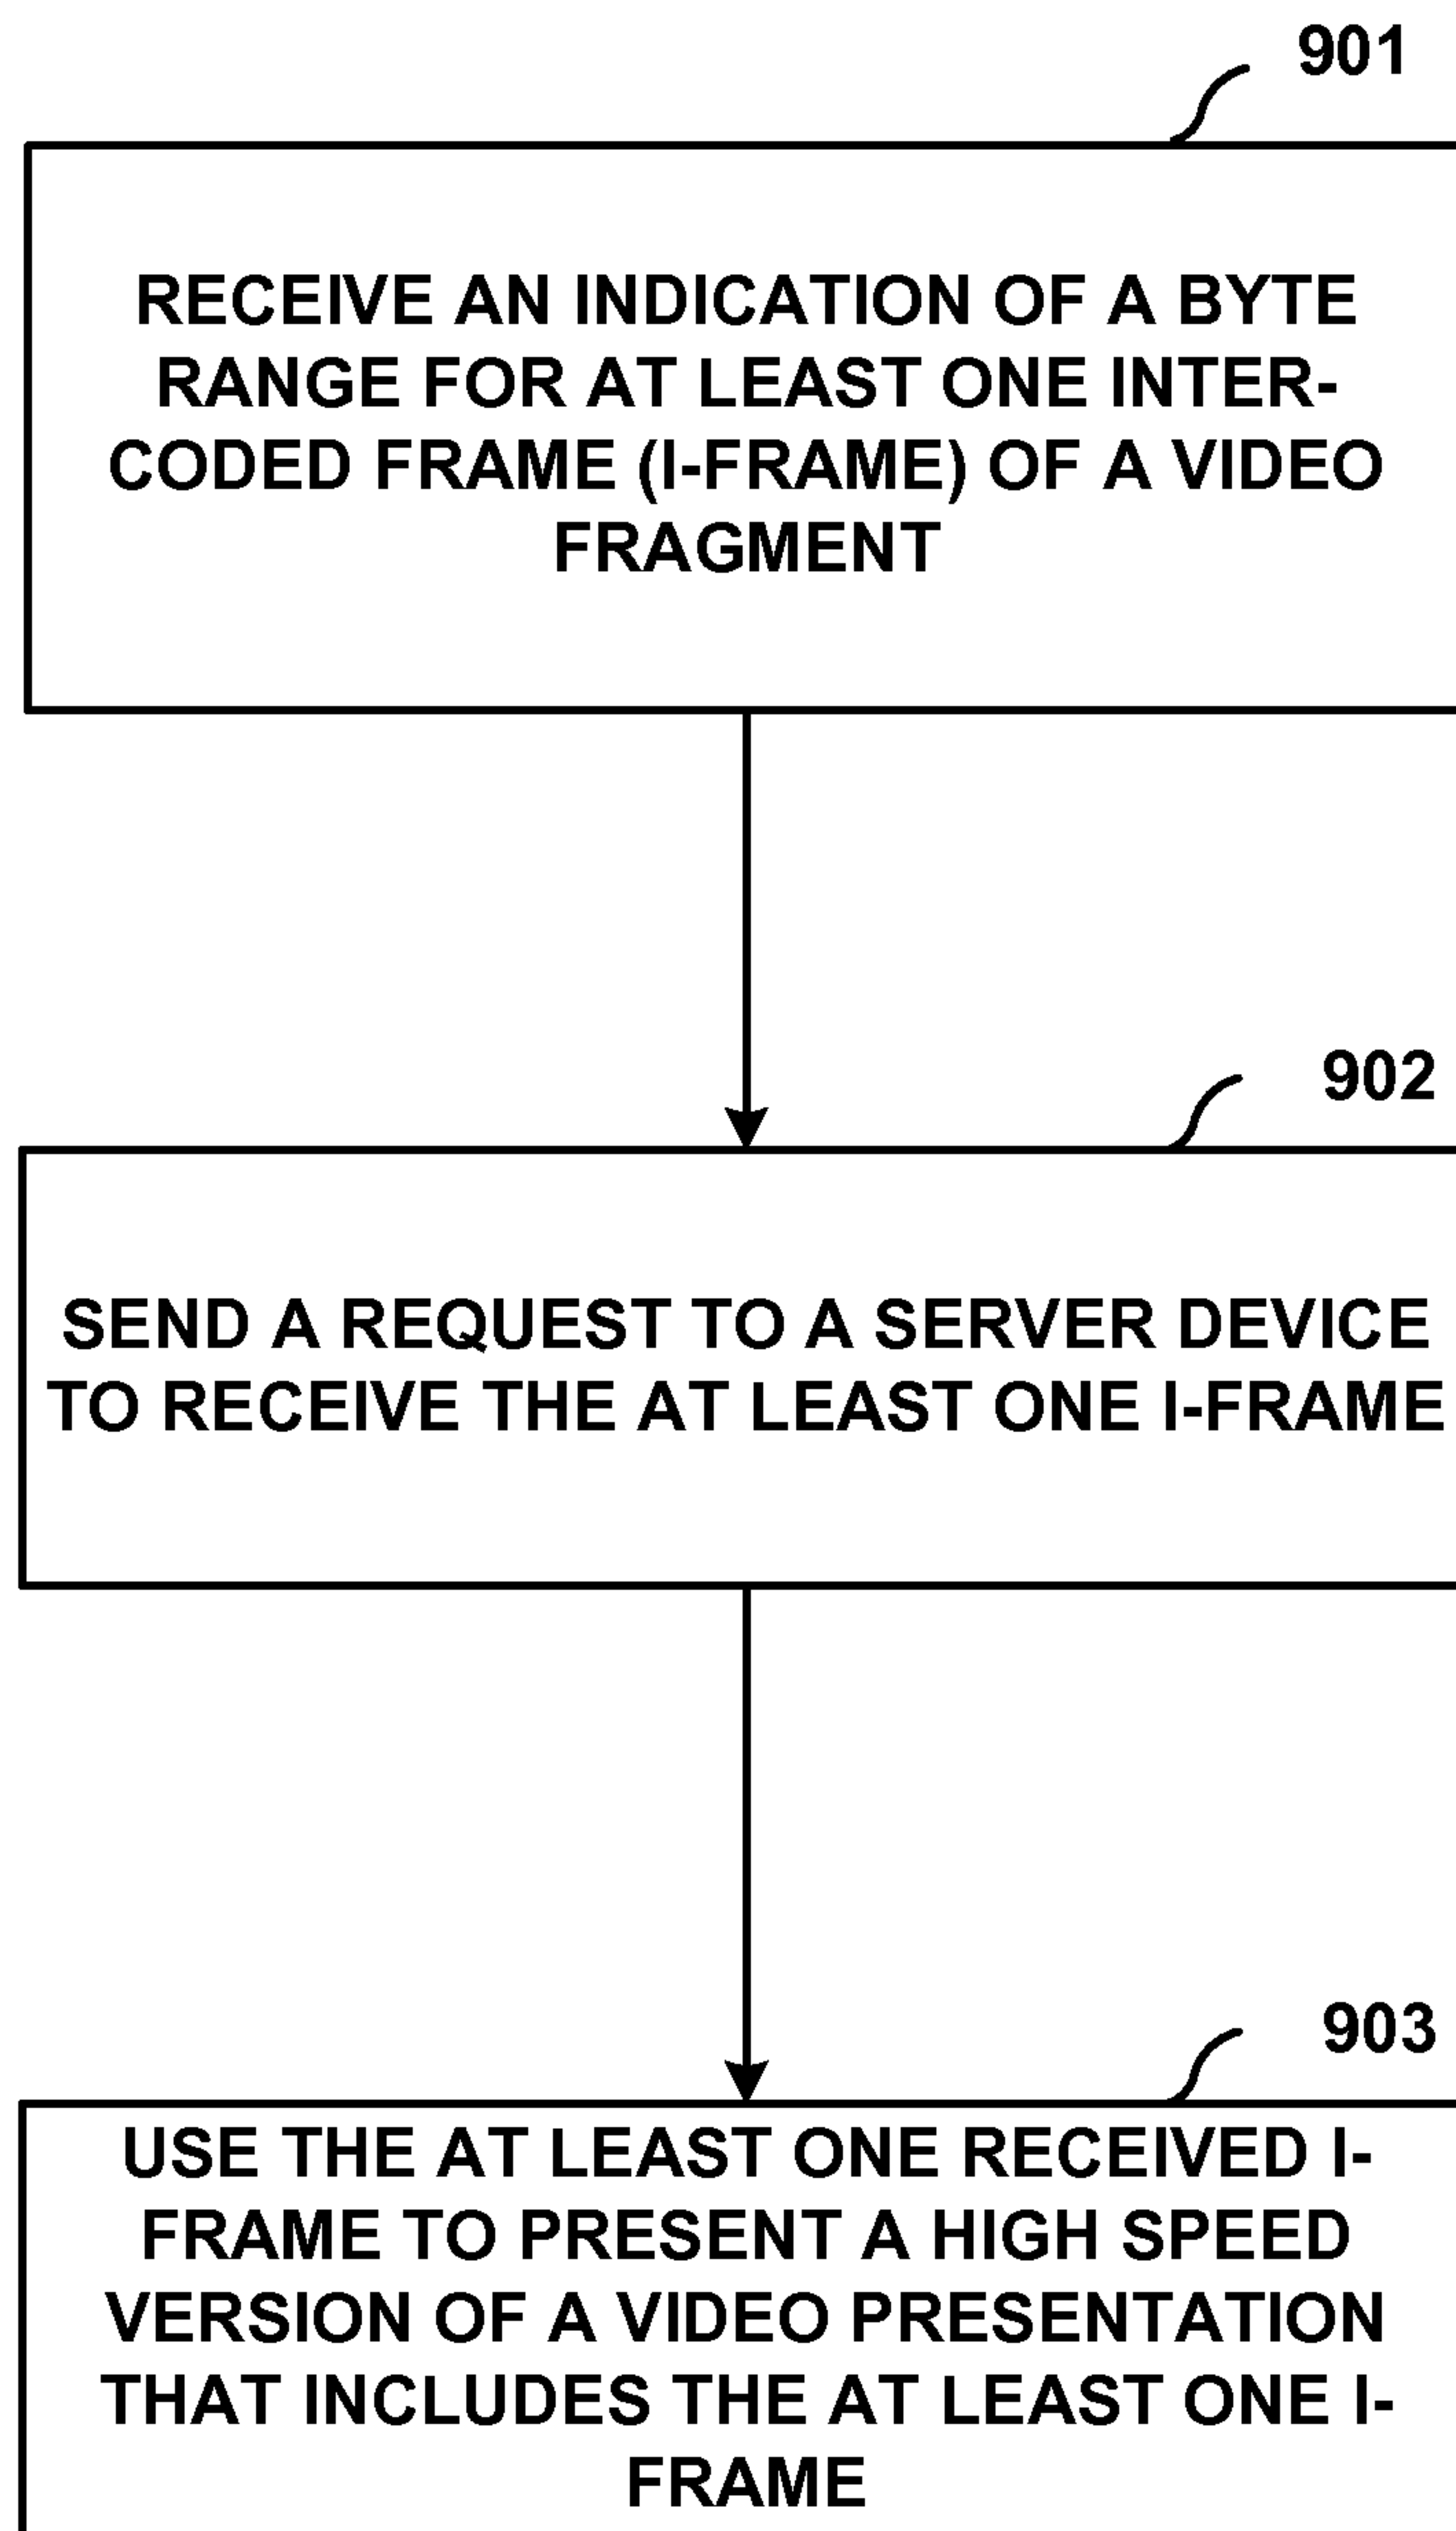 901
RECEIVE AN INDICATION OF A BYTE
RANGE FOR AT LEAST ONE INTER-
CODED FRAME (I-FRAME) OF A VIDEO
FRAGMENT
902
SEND A REQUEST TO A SERVER DEVICE
TO RECEIVE THE AT LEAST ONE I-FRAME
903
USE THE AT LEAST ONE RECEIVED I-
FRAME TO PRESENT A HIGH SPEED
VERSION OF A VIDEO PRESENTATION
THAT INCLUDES THE AT LEAST ONE I-
FRAME